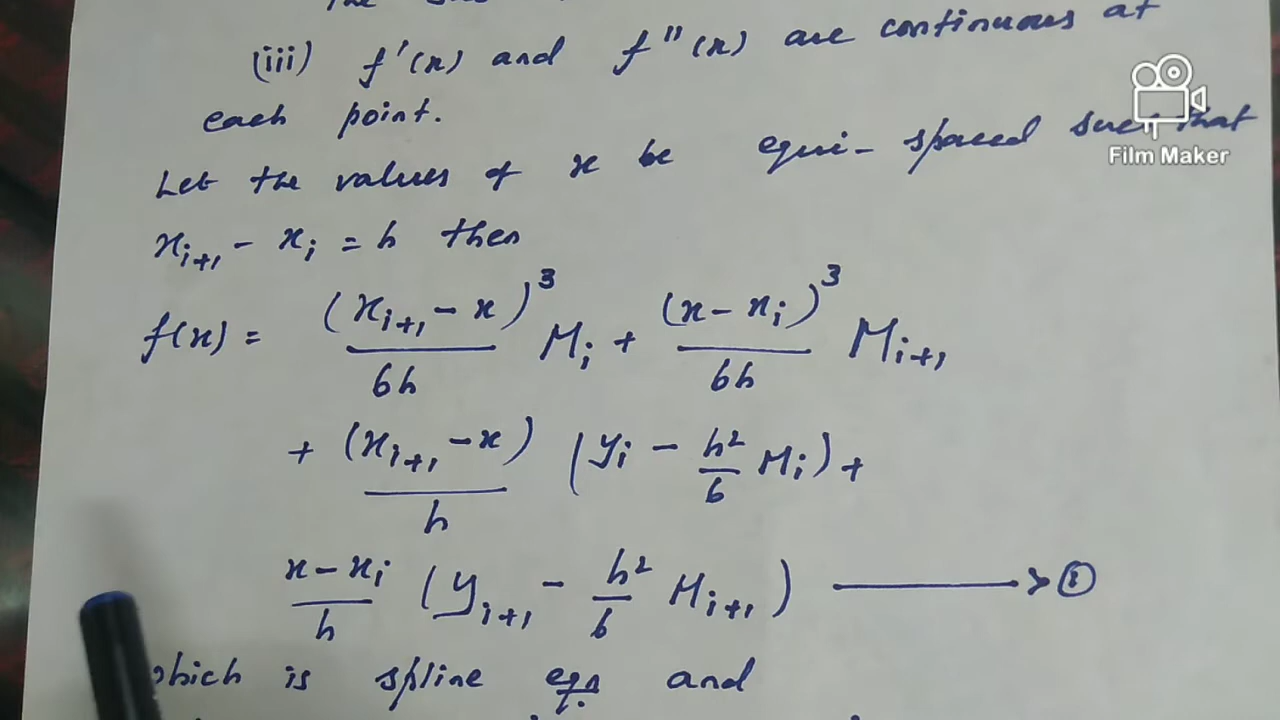 The
(iii) f'(x) and f''(x) are continuous at
each point.
Let the values of x be equi-spaced such that
x_{i+1} - x_i = h then
f(x) = (x_{i+1} - x)^3 / 6h M_i + (x - x_i)^3 / 6h M_{i+1}
+ (x_{i+1} - x) / h (y_i - h^2/6 M_i) +
x - x_i / h (y_{i+1} - h^2/6 M_{i+1}) → ①
which is spline eqn and
Film Maker